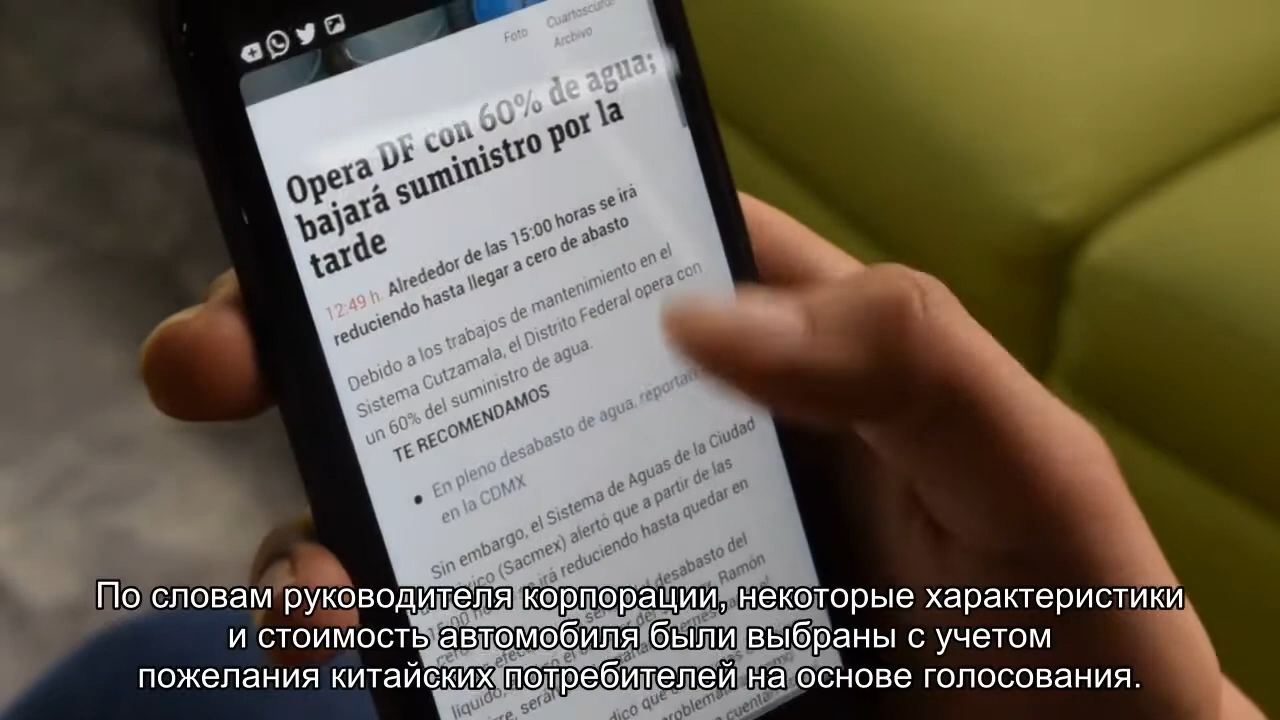 Foto
Cuartoscuro
Archivo
Opera DF con 60% de agua;
bajará suministro por la
tarde
12:49 h. Alrededor de las 15:00 horas se irá
reduciendo hasta llegar a cero de abasto
Debido a los trabajos de mantenimiento en el
Sistema Cutzamala, el Distrito Federal opera con
un 60% del suministro de agua.
TE RECOMENDAMOS
En pleno desabasto de agua, reportan
en la CDMX
Sin embargo, el Sistema de Aguas de la Ciudad
México (Sacmex) alertó que a partir de las
irá reduciendo hasta quedar en
desabasto del
Ramón
По словам руководителя корпорации, некоторые характеристики
и стоимость автомобиля были выбраны с учетом
пожелания китайских потребителей на основе голосования.